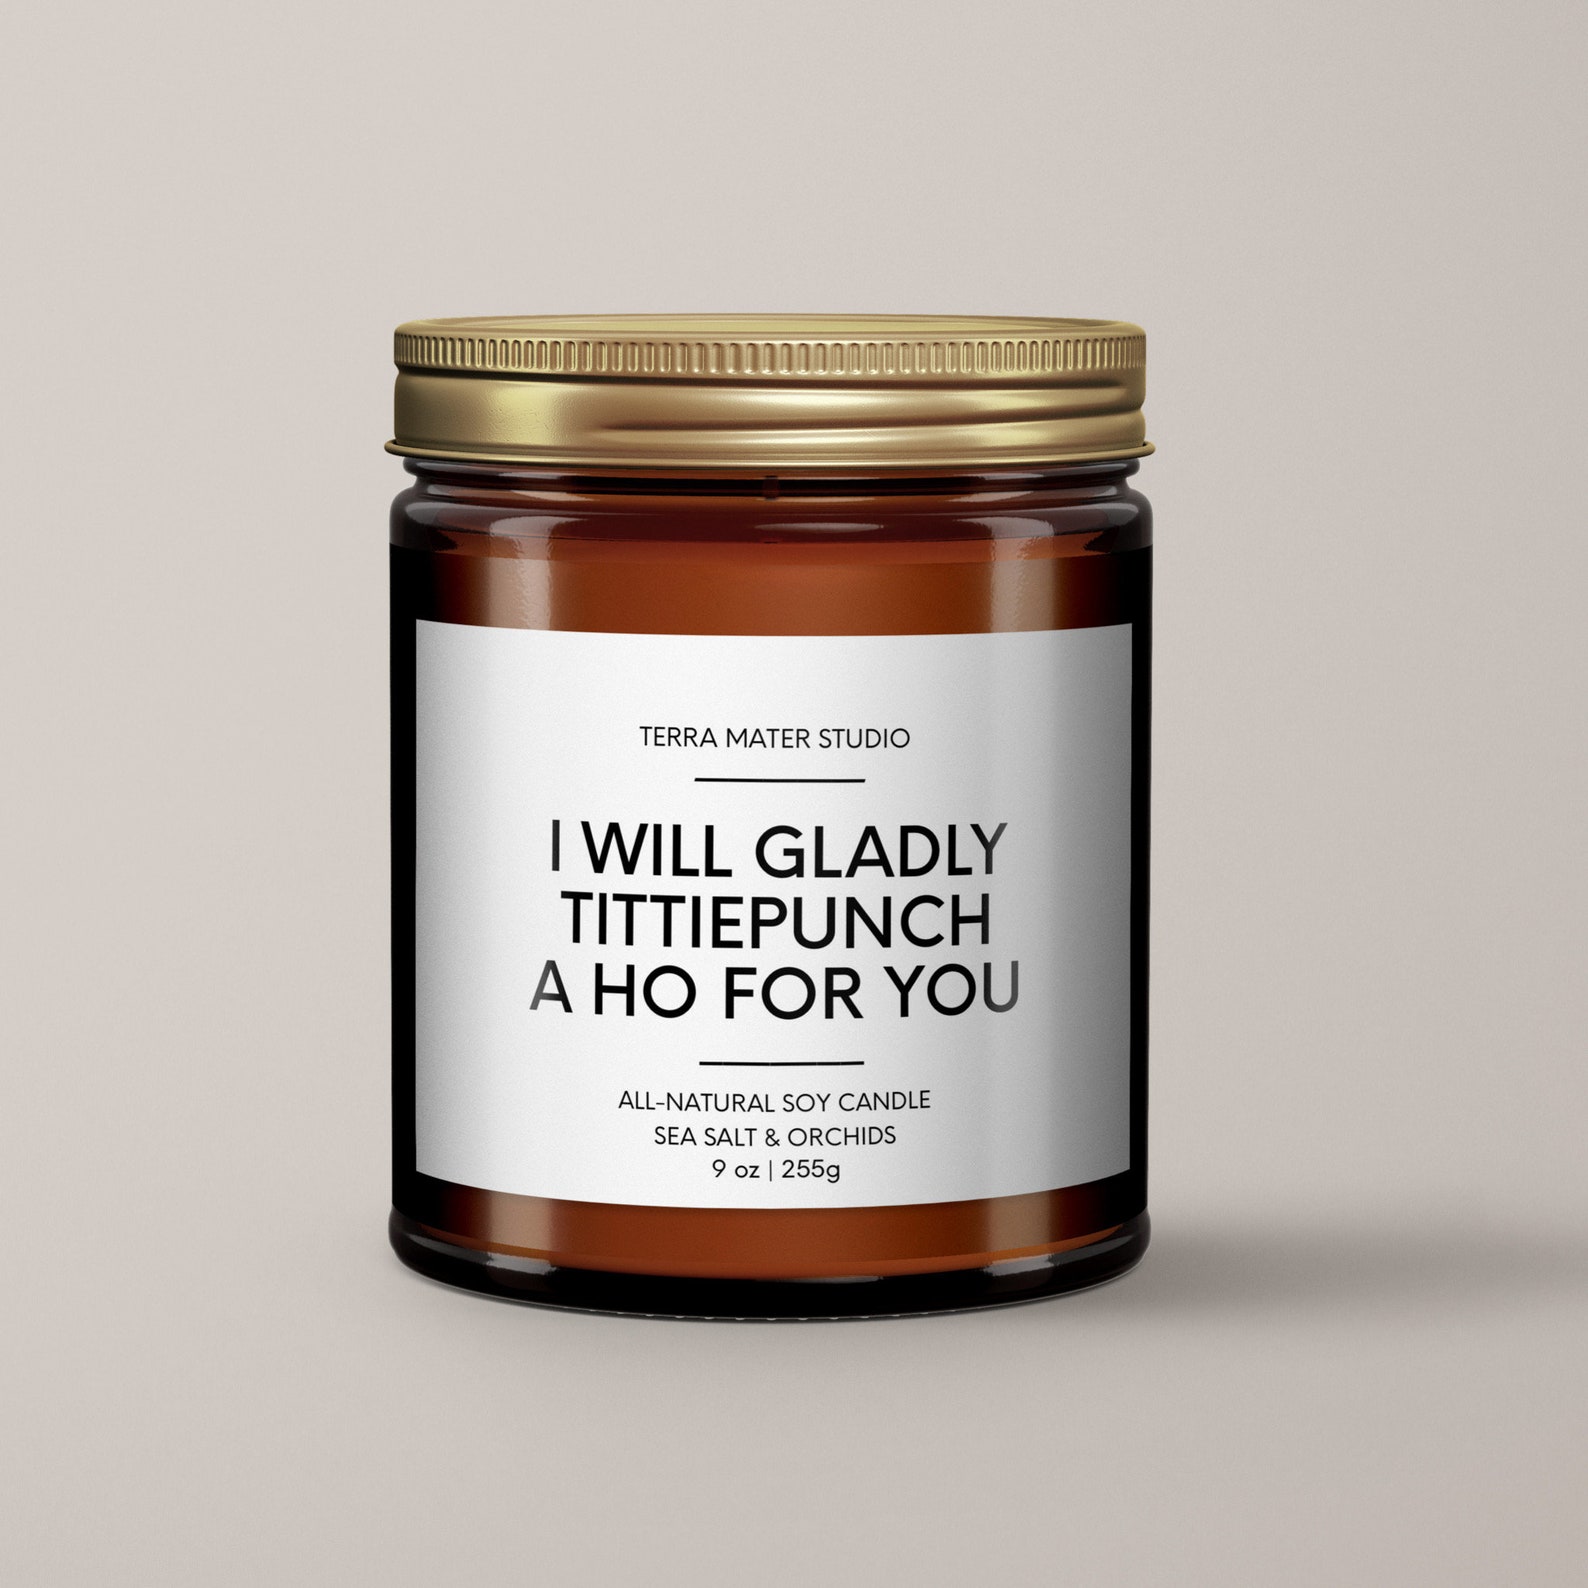 TERRA MATER STUDIO
I WILL GLADLY
TITTIEPUNCH
A HO FOR YOU
ALL-NATURAL SOY CANDLE
SEA SALT & ORCHIDS
9 oz | 255g